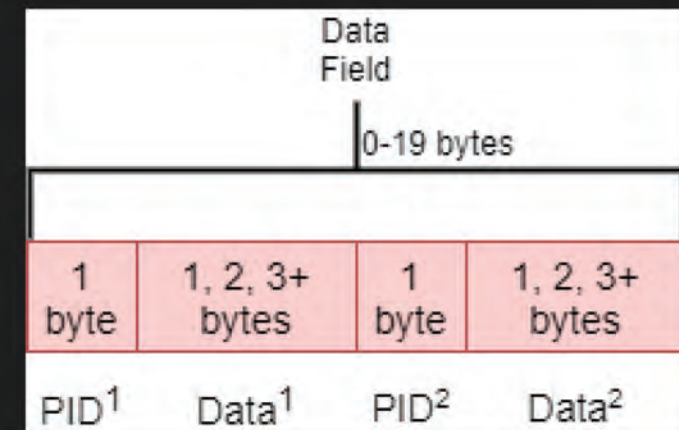 Data
Field
0-19 bytes
1 1, 2, 3+ 1 1, 2, 3+
byte bytes byte bytes
PID¹ Data¹ PID² Data²